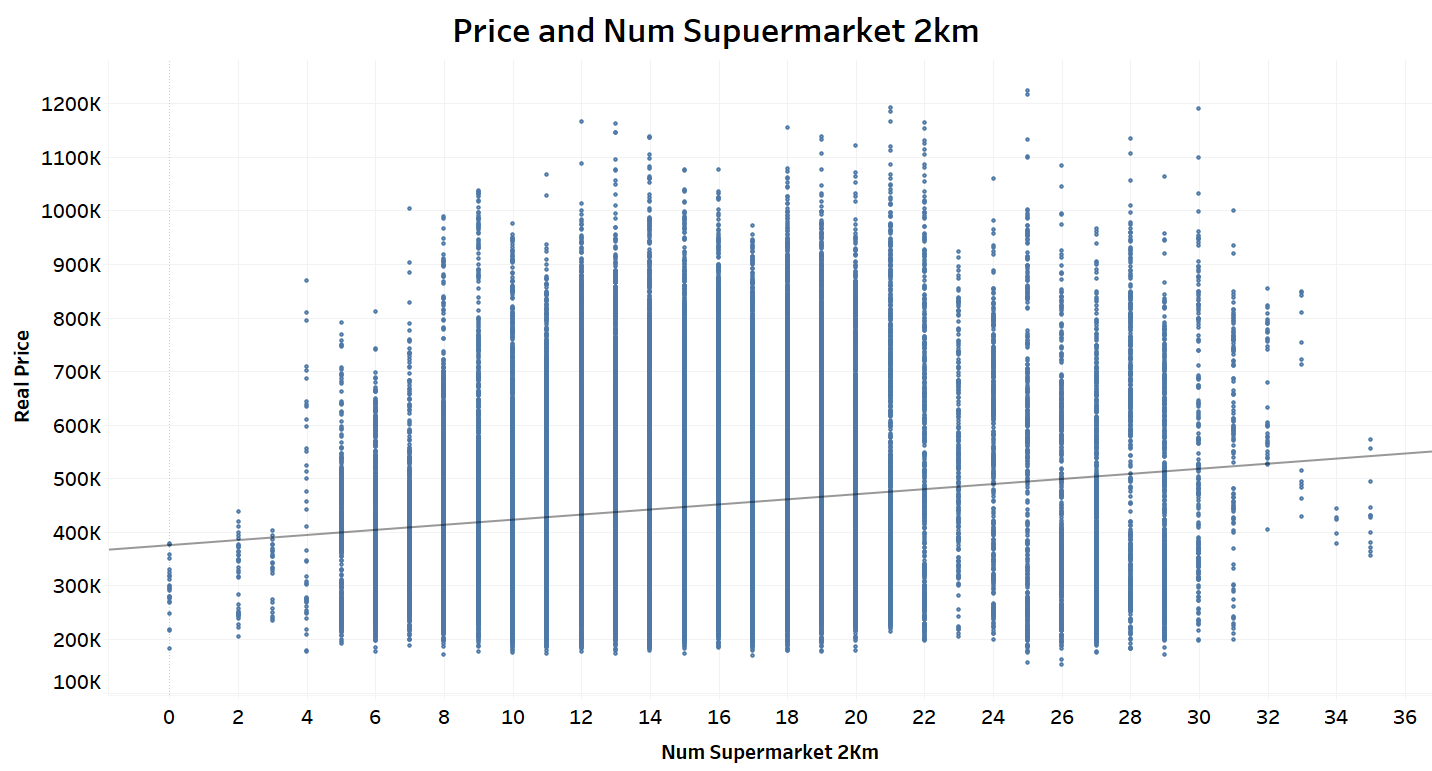 Price and Num Supuermarket 2km
1200K
1100K
1000K
900K
800K
700K
600K
500K
400K
300K
200K
100K
Real Price
0 2 4 6 8 10 12 14 16 18 20 22 24 26 28 30 32 34 36
Num Supermarket 2Km